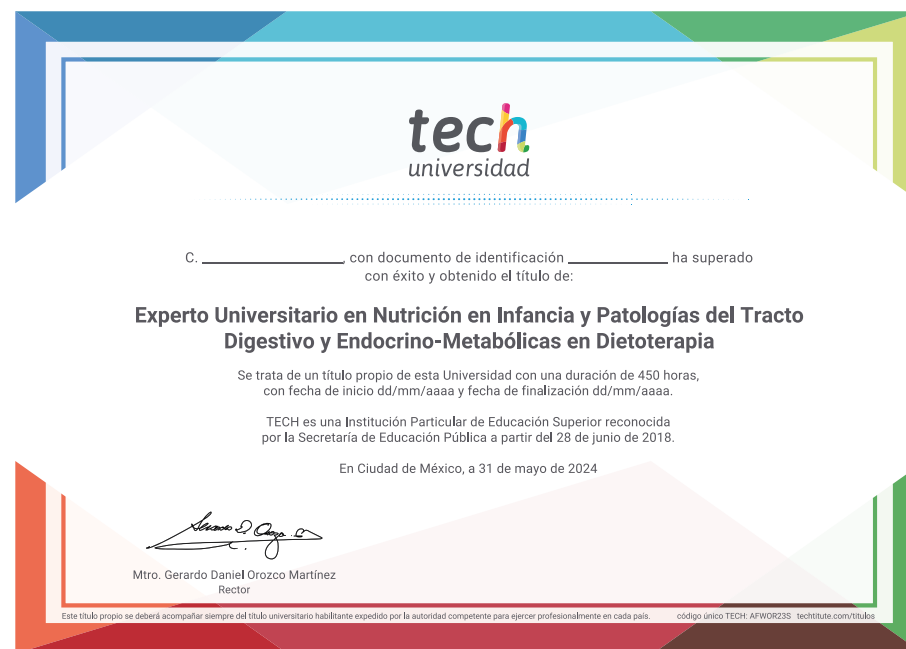 tech
universidad
C. ____________, con documento de identificación ____________ ha superado
con éxito y obtenido el título de:
Experto Universitario en Nutrición en Infancia y Patologías del Tracto
Digestivo y Endocrino-Metabólicas en Dietoterapia
Se trata de un título propio de esta Universidad con una duración de 450 horas,
con fecha de inicio dd/mm/aaaa y fecha de finalización dd/mm/aaaa.
TECH es una Institución Particular de Educación Superior reconocida
por la Secretaría de Educación Pública a partir del 28 de junio de 2018.
En Ciudad de México, a 31 de mayo de 2024
Mtro. Gerardo Daniel Orozco Martínez
Rector
Este título propio se deberá acompañar siempre del título universitario habilitante expedido por la autoridad competente para ejercer profesionalmente en cada país. código único TECH: AFWOR23S techtitute.com/titulos